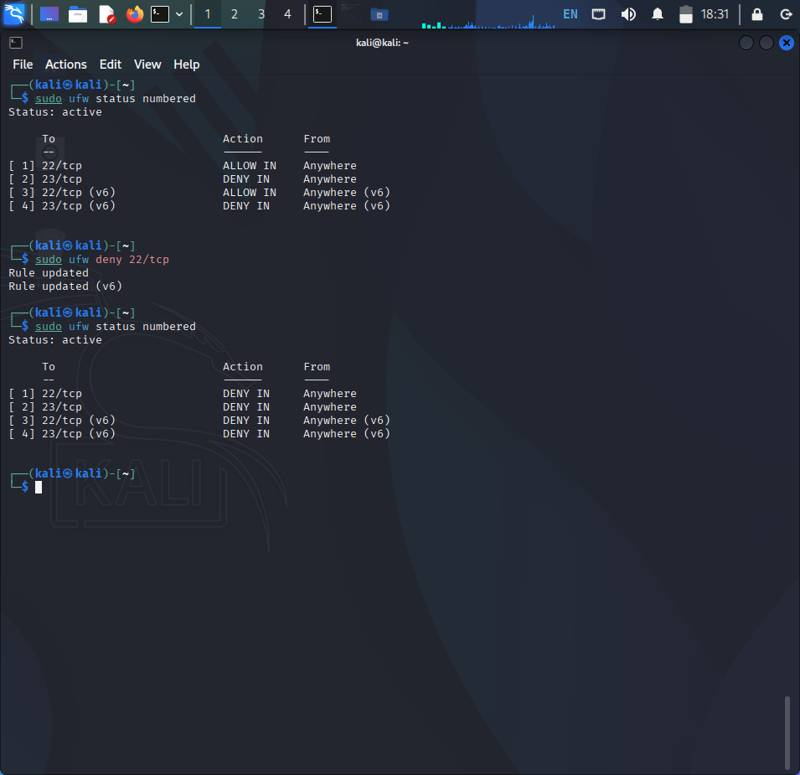 1 2 3 4 EN 18:31
kali@kali: ~
File Actions Edit View Help
┌──(kali㉿kali)-[~]
└─$ sudo ufw status numbered
Status: active
To Action From
-- ------ ----
[ 1] 22/tcp ALLOW IN Anywhere
[ 2] 23/tcp DENY IN Anywhere
[ 3] 22/tcp (v6) ALLOW IN Anywhere (v6)
[ 4] 23/tcp (v6) DENY IN Anywhere (v6)
┌──(kali㉿kali)-[~]
└─$ sudo ufw deny 22/tcp
Rule updated
Rule updated (v6)
┌──(kali㉿kali)-[~]
└─$ sudo ufw status numbered
Status: active
To Action From
-- ------ ----
[ 1] 22/tcp DENY IN Anywhere
[ 2] 23/tcp DENY IN Anywhere
[ 3] 22/tcp (v6) DENY IN Anywhere (v6)
[ 4] 23/tcp (v6) DENY IN Anywhere (v6)
┌──(kali㉿kali)-[~]
└─$
KALI